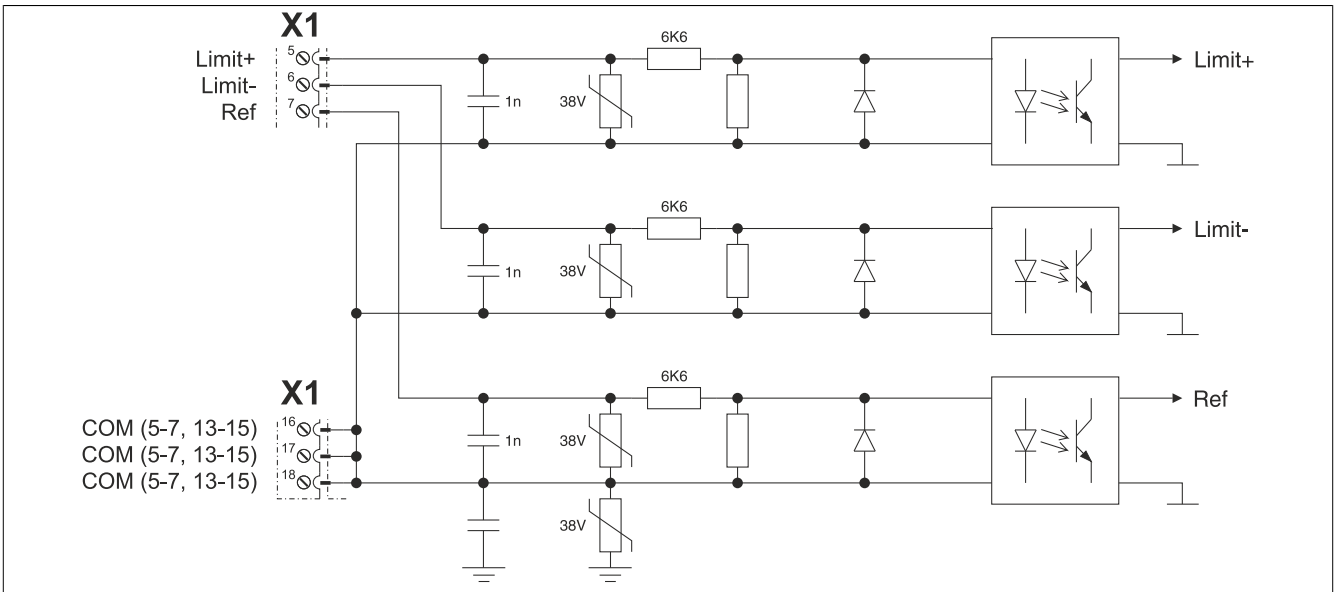 X1
5
Limit+
6
Limit-
7
Ref
6K6
1n
38V
Limit+
6K6
1n
38V
Limit-
X1
16
COM (5-7, 13-15)
17
COM (5-7, 13-15)
18
COM (5-7, 13-15)
6K6
1n
38V
Ref
38V